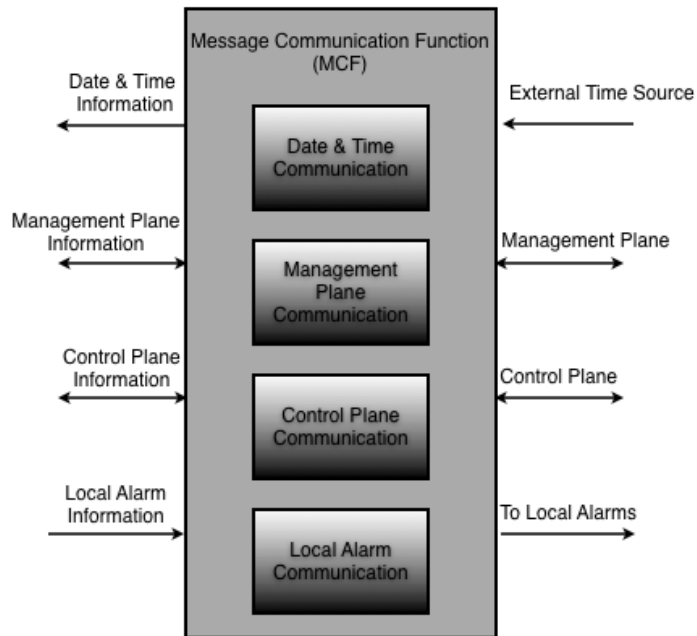 Message Communication Function
(MCF)
Date & Time
Information
External Time Source
Date & Time
Communication
Management Plane
Information
Management Plane
Management
Plane
Communication
Control Plane
Information
Control Plane
Control Plane
Communication
Local Alarm
Information
To Local Alarms
Local Alarm
Communication